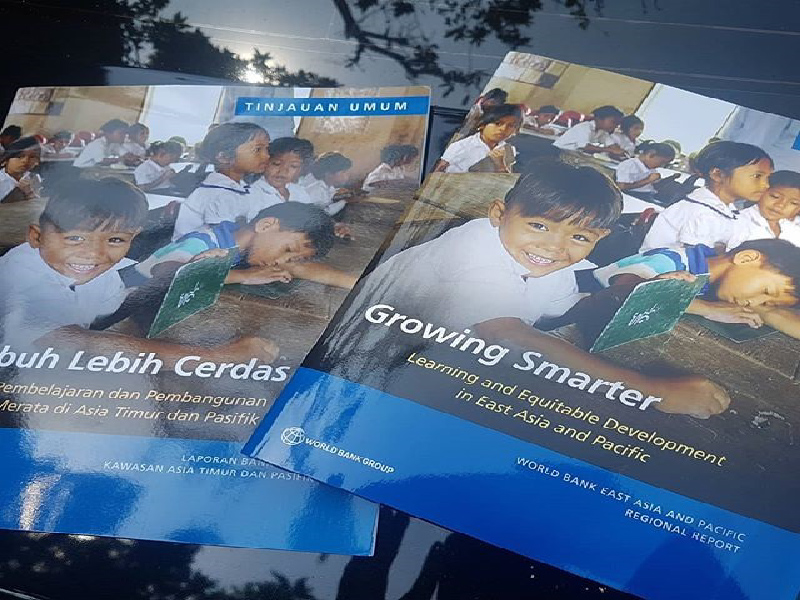 TINJAUAN UMUM
buh Lebih Cerdas
Pembelajaran dan Pembangunan
Merata di Asia Timur dan Pasifik
LAPORAN BAN
KAWASAN ASIA TIMUR DAN PASIFIK
Growing Smarter
Learning and Equitable Development
in East Asia and Pacific
WORLD BANK GROUP
WORLD BANK EAST ASIA AND PACIFIC
REGIONAL REPORT